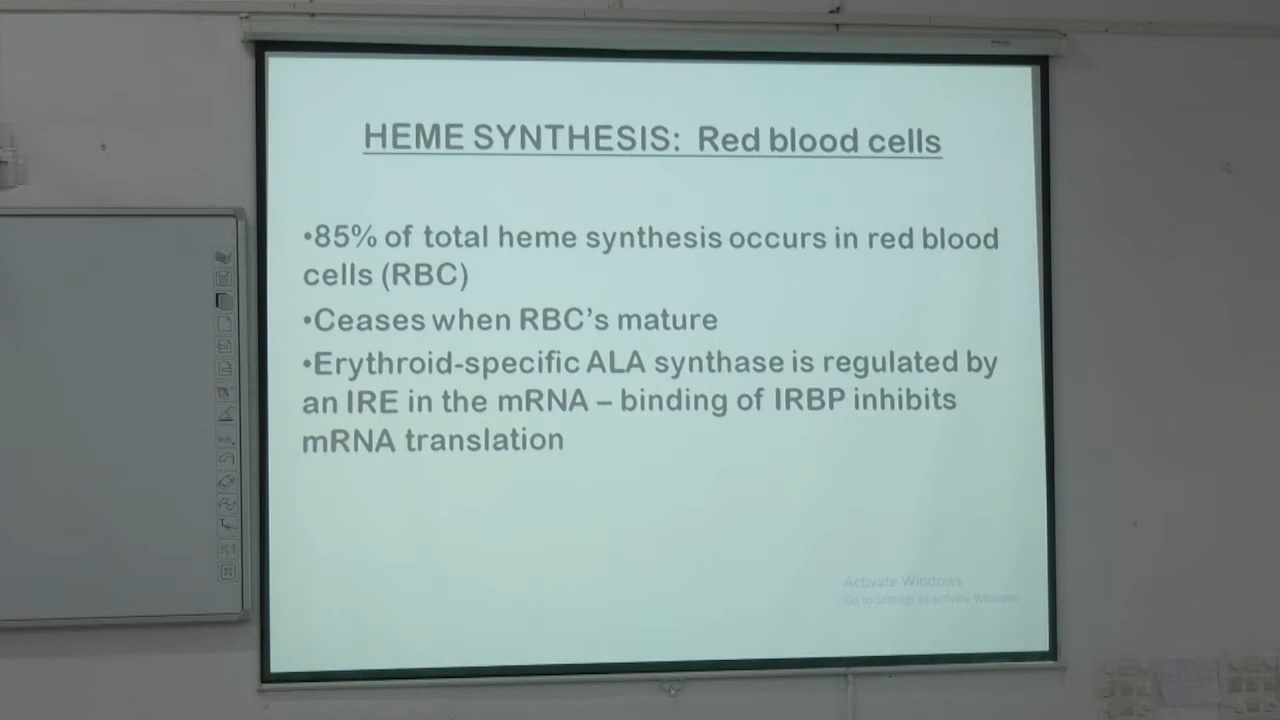 HEME SYNTHESIS: Red blood cells
•85% of total heme synthesis occurs in red blood
cells (RBC)
•Ceases when RBC's mature
•Erythroid-specific ALA synthase is regulated by
an IRE in the mRNA – binding of IRBP inhibits
mRNA translation
Activate Windows
Go to Settings to activate Windows.